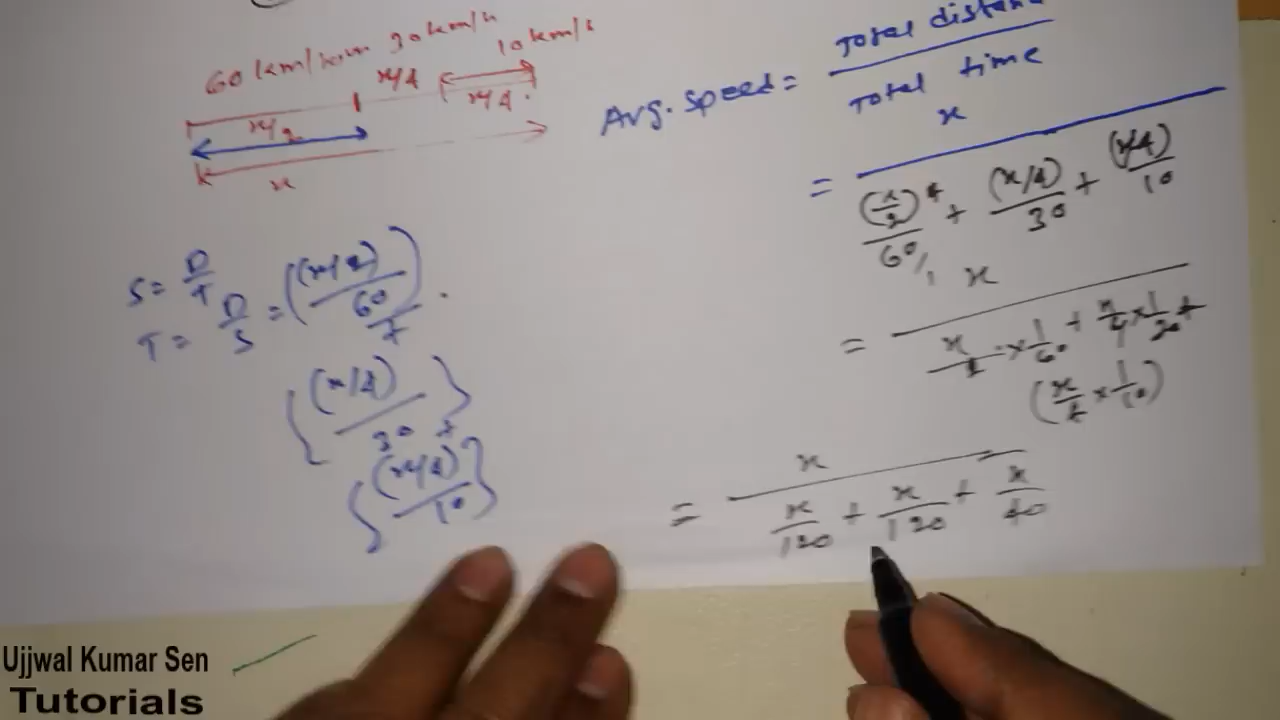 60 km/hour 30 km/h 10 km/h
x/2 x/4 x/4
x
S = D/T
T = D/S = ((x/2)/60) +
{(x/4)/30} +
{(x/4)/10}
Avg. speed = Total distan / Total time
= x / ((x/2)/60 + (x/4)/30 + (x/4)/10)
= x / (x/2 × 1/60 + x/4 × 1/30 + (x/4 × 1/10))
= x / (x/120 + x/120 + x/40)
Ujjwal Kumar Sen
Tutorials